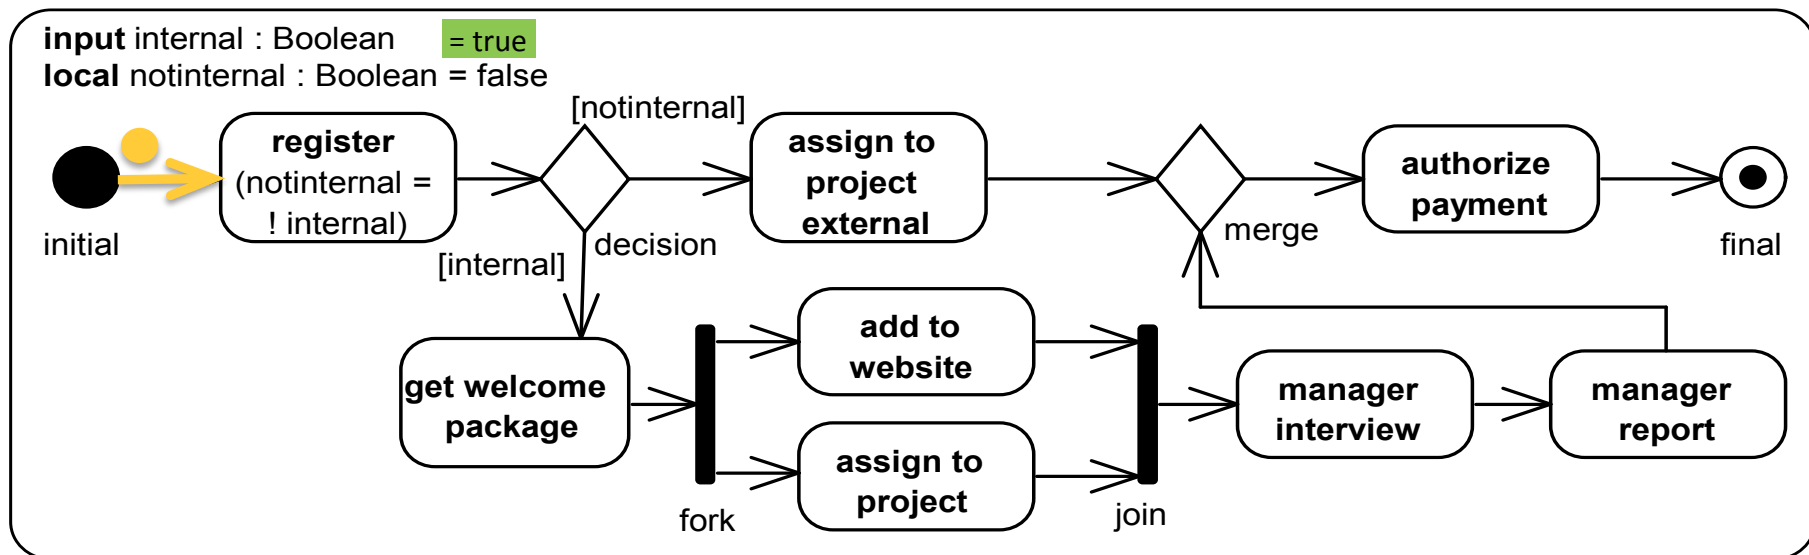 input internal : Boolean = true
local notinternal : Boolean = false
[notinternal]
register
(notinternal =
! internal)
assign to
project
external
authorize
payment
initial
decision
merge
final
[internal]
get welcome
package
add to
website
assign to
project
manager
interview
manager
report
fork
join